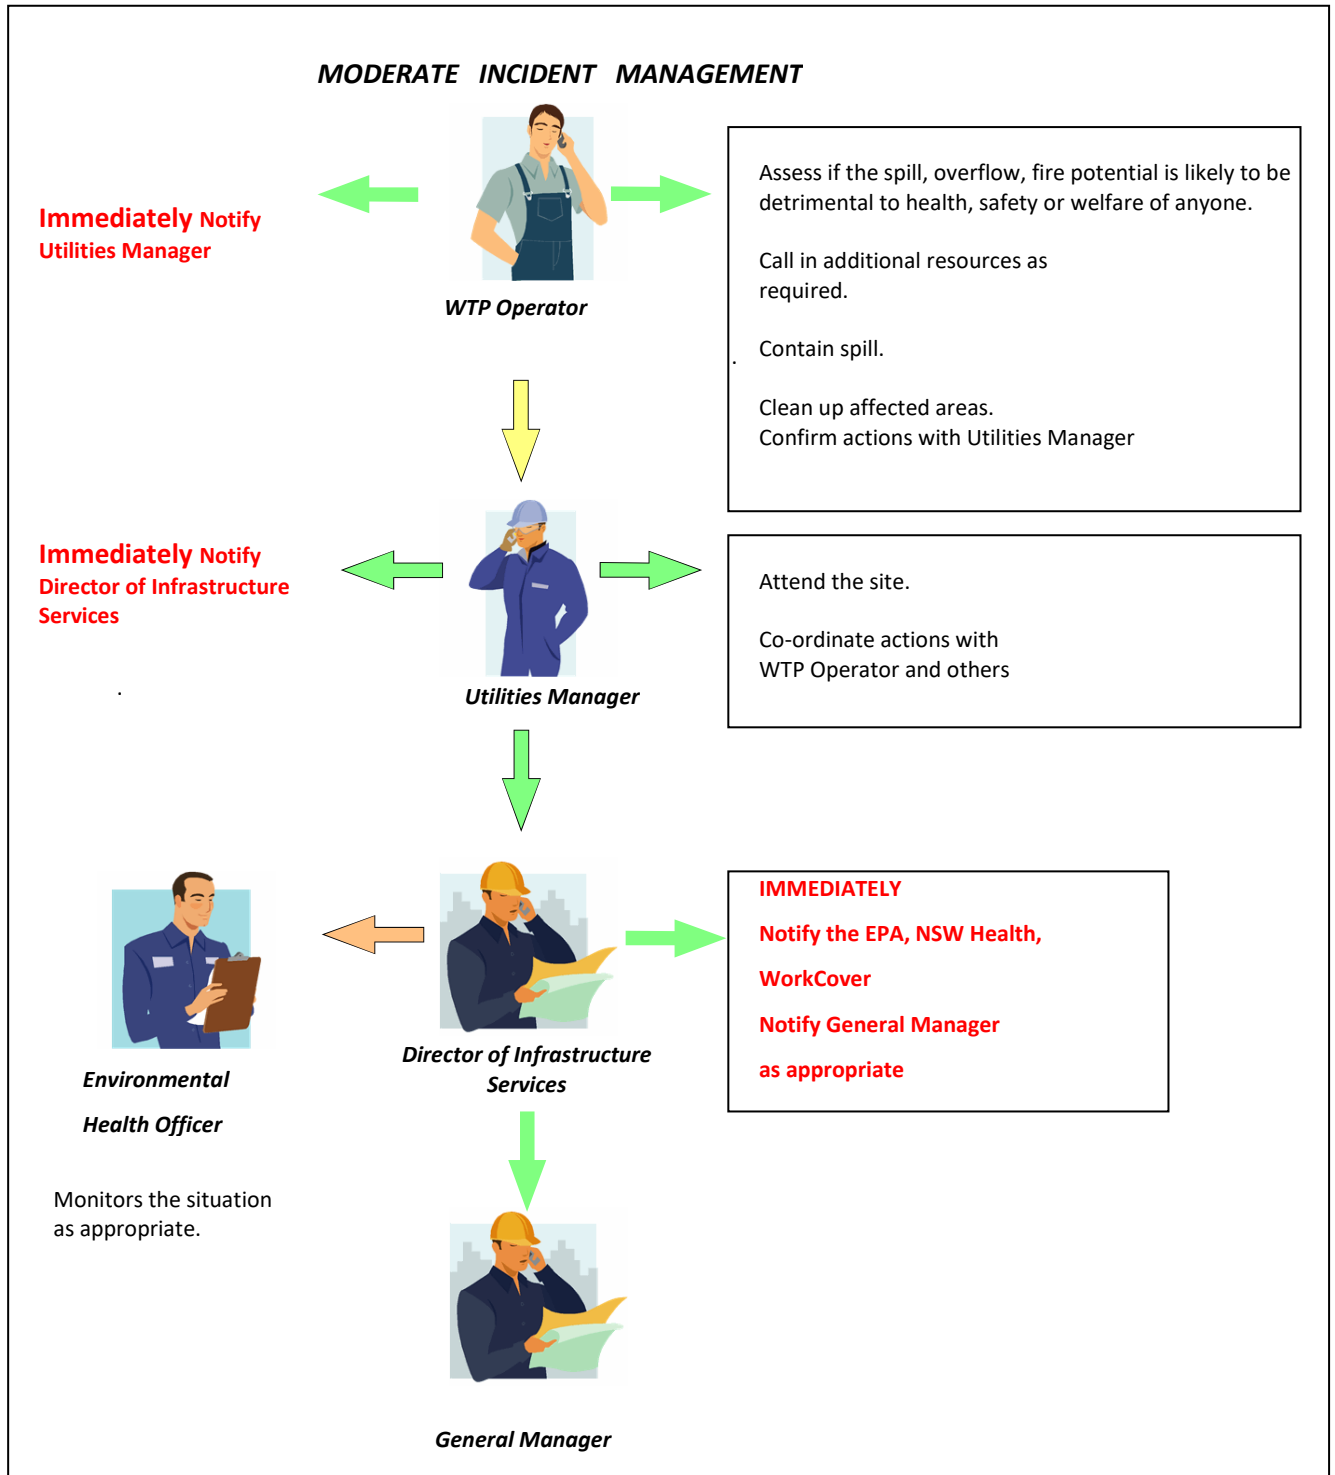 MODERATE INCIDENT MANAGEMENT
Immediately Notify
Utilities Manager
WTP Operator
Assess if the spill, overflow, fire potential is likely to be
detrimental to health, safety or welfare of anyone.
Call in additional resources as
required.
Contain spill.
.
Clean up affected areas.
Confirm actions with Utilities Manager
Immediately Notify
Director of Infrastructure
Services
.
Utilities Manager
Attend the site.
Co-ordinate actions with
WTP Operator and others
Environmental
Health Officer
Monitors the situation
as appropriate.
Director of Infrastructure
Services
IMMEDIATELY
Notify the EPA, NSW Health,
WorkCover
Notify General Manager
as appropriate
General Manager